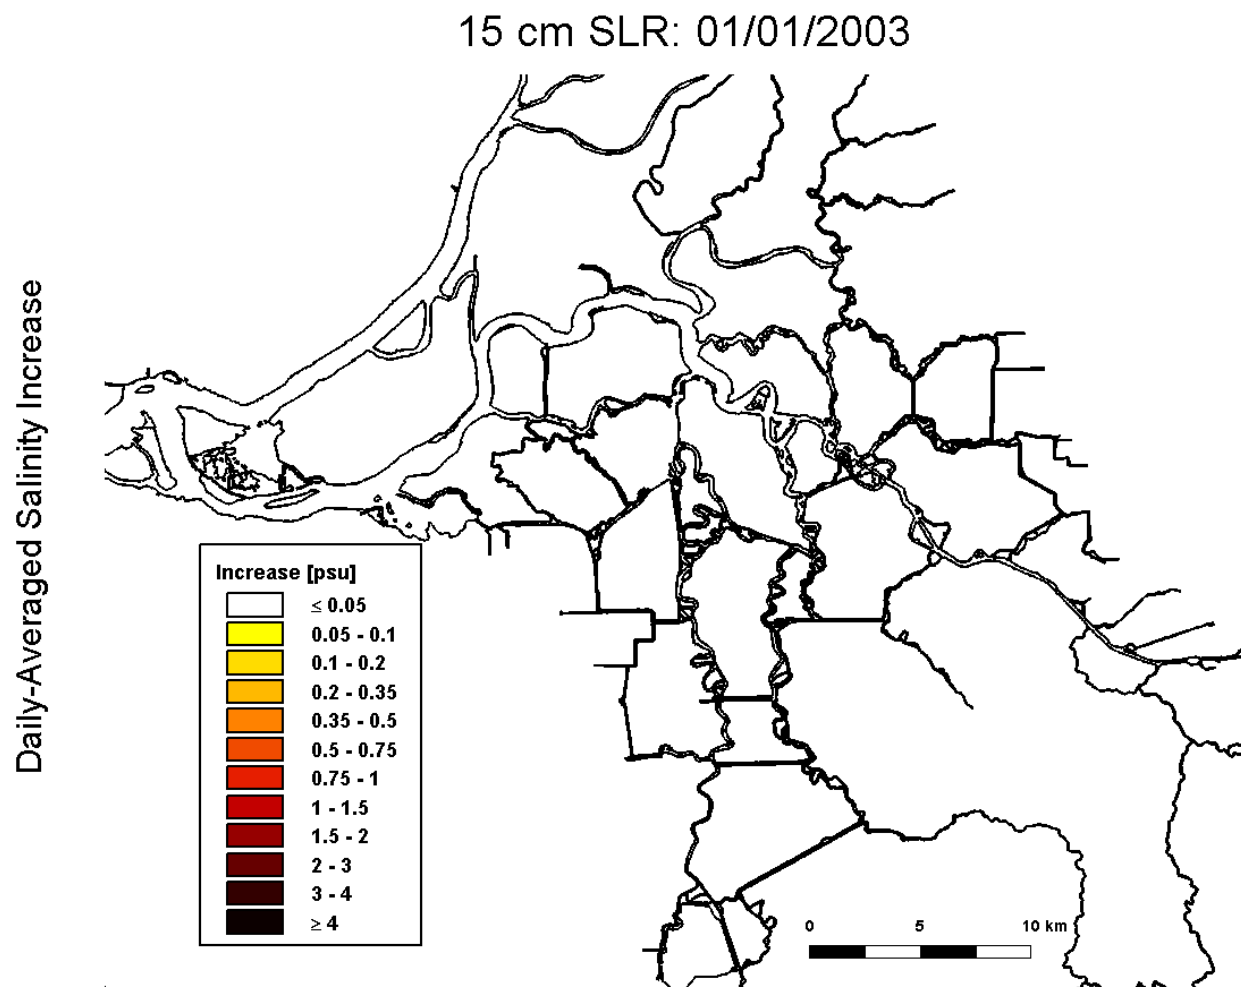 15 cm SLR: 01/01/2003
Daily-Averaged Salinity Increase
Increase [psu]
≤ 0.05
0.05 - 0.1
0.1 - 0.2
0.2 - 0.35
0.35 - 0.5
0.5 - 0.75
0.75 - 1
1 - 1.5
1.5 - 2
2 - 3
3 - 4
≥ 4
0 5 10 km